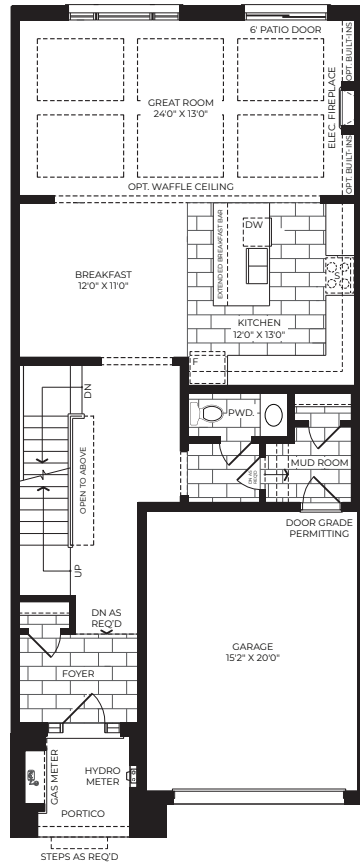 6' PATIO DOOR
OPT. BUILT-INS
GREAT ROOM
24'0" X 13'0"
ELEC. FIREPLACE
OPT. BUILT-INS
OPT. WAFFLE CEILING
EXTENDED BREAKFAST BAR
DW
BREAKFAST
12'0" X 11'0"
S
KITCHEN
12'0" X 13'0"
F
DN
PWD.
OPEN TO ABOVE
DN AS
REQ'D
MUD ROOM
DOOR GRADE
PERMITTING
UP
DN AS
REQ'D
GARAGE
15'2" X 20'0"
FOYER
GAS METER
HYDRO
METER
PORTICO
STEPS AS REQ'D